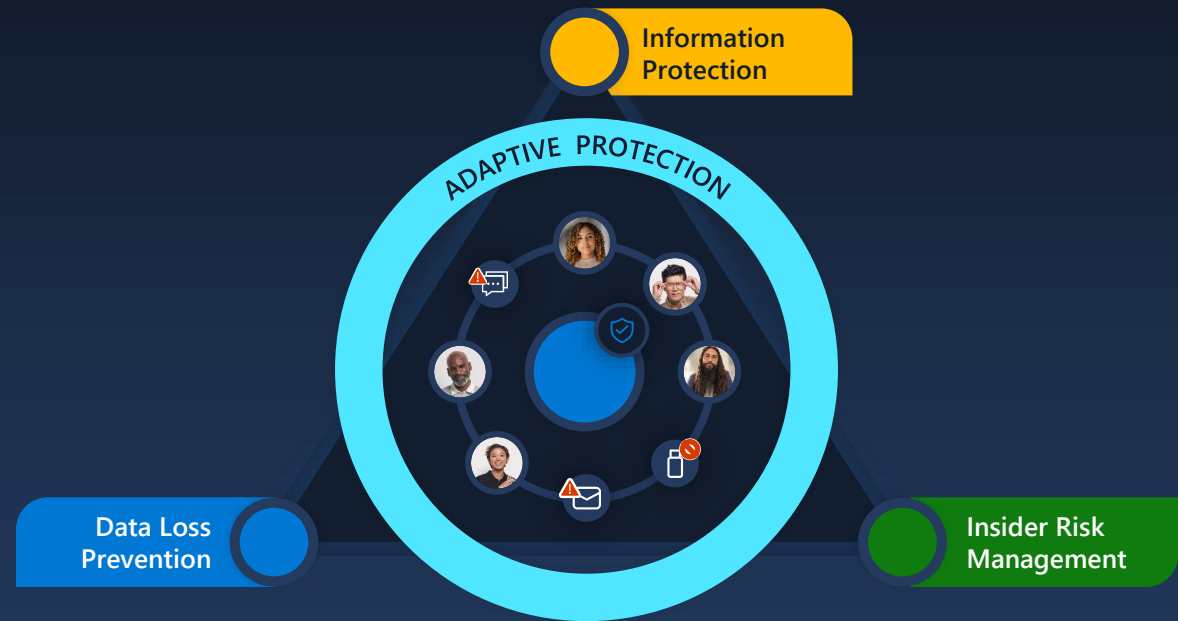 Information
Protection
ADAPTIVE PROTECTION
Data Loss
Prevention
Insider Risk
Management